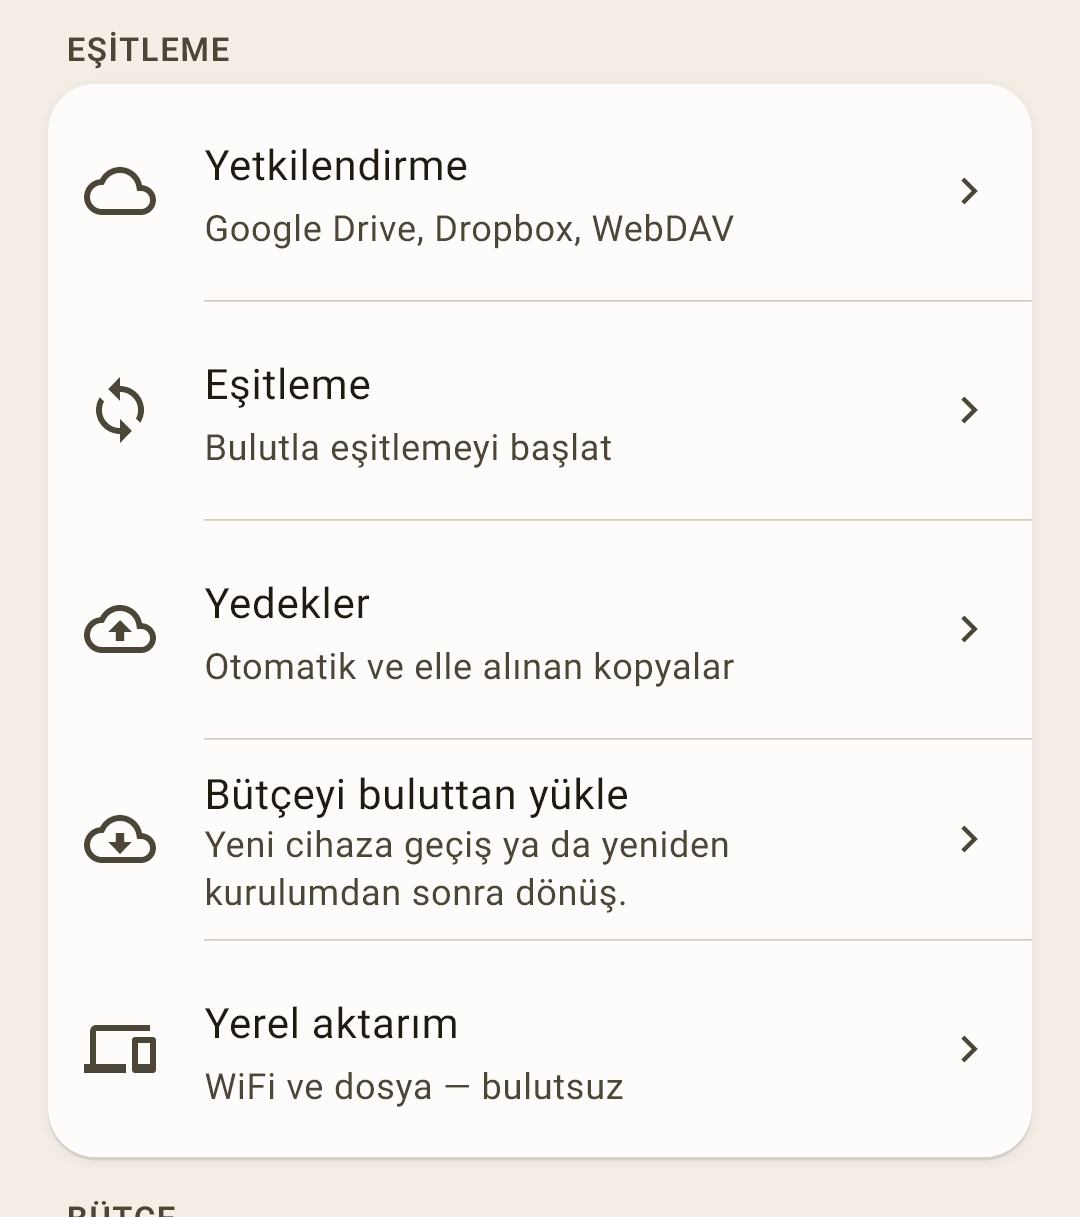 EŞİTLEME
Yetkilendirme
Google Drive, Dropbox, WebDAV
Eşitleme
Bulutla eşitlemeyi başlat
Yedekler
Otomatik ve elle alınan kopyalar
Bütçeyi buluttan yükle
Yeni cihaza geçiş ya da yeniden
kurulumdan sonra dönüş.
Yerel aktarım
WiFi ve dosya — bulutsuz
BÜTÇE